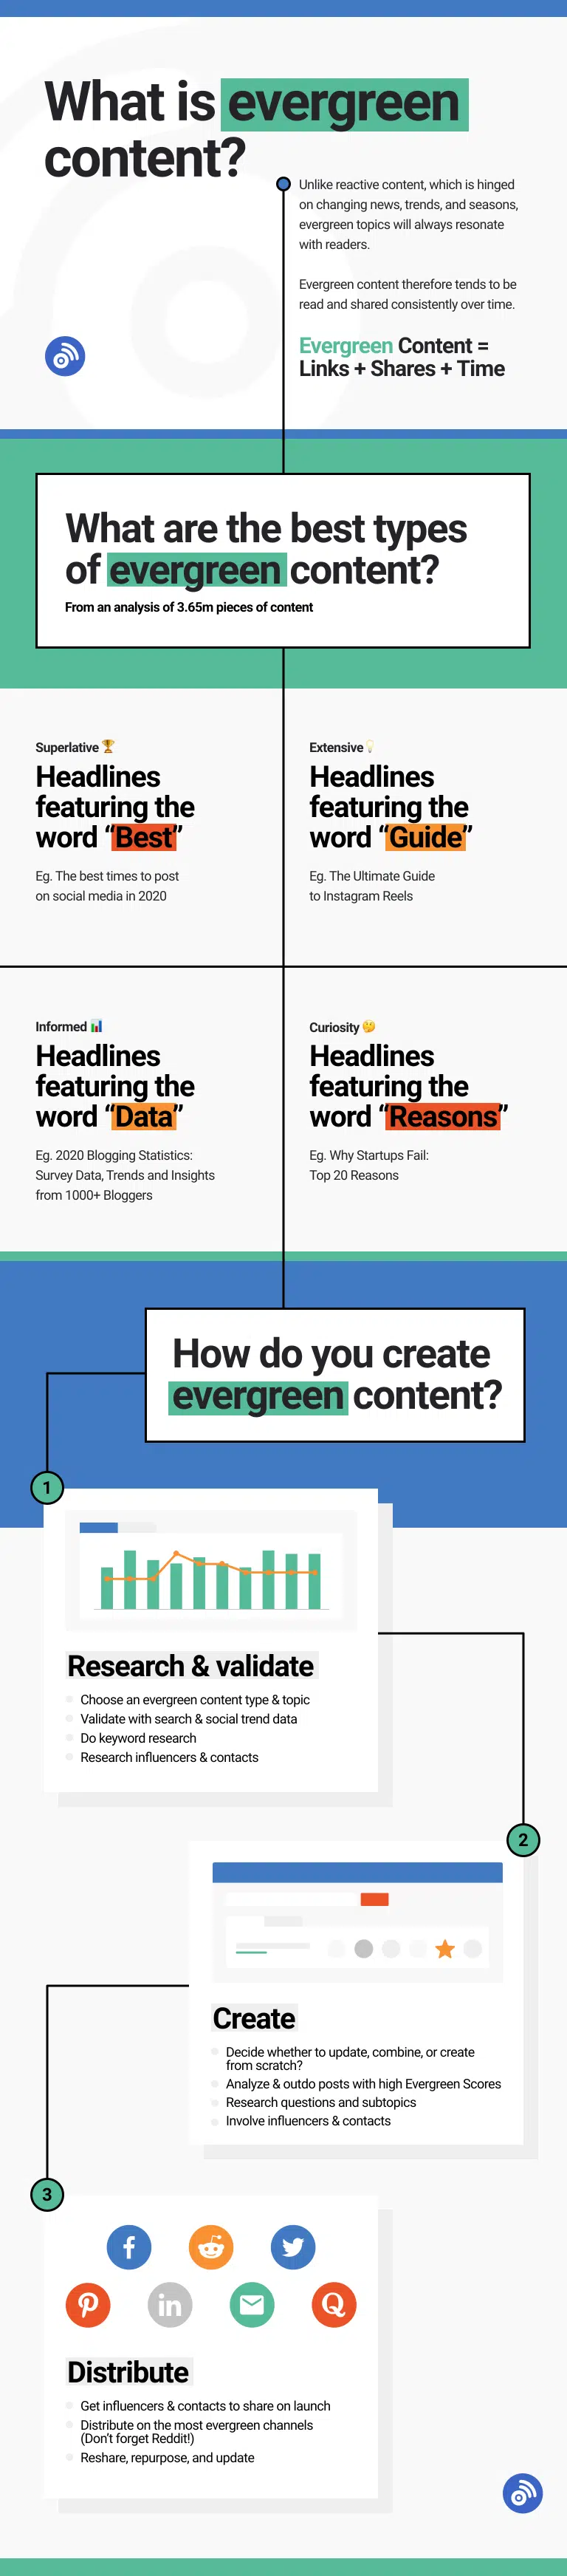 What is evergreen
content?
Unlike reactive content, which is hinged
on changing news, trends, and seasons,
evergreen topics will always resonate
with readers.
Evergreen content therefore tends to be
read and shared consistently over time.
Evergreen Content =
Links + Shares + Time
What are the best types
of evergreen content?
From an analysis of 3.65m pieces of content
Superlative 🏆
Headlines
featuring the
word “Best”
Eg. The best times to post
on social media in 2020
Extensive 💡
Headlines
featuring the
word “Guide”
Eg. The Ultimate Guide
to Instagram Reels
Informed 📊
Headlines
featuring the
word “Data”
Eg. 2020 Blogging Statistics:
Survey Data, Trends and Insights
from 1000+ Bloggers
Curiosity 🤔
Headlines
featuring the
word “Reasons”
Eg. Why Startups Fail:
Top 20 Reasons
How do you create
evergreen content?
1
Research & validate
Choose an evergreen content type & topic
Validate with search & social trend data
Do keyword research
Research influencers & contacts
2
Create
Decide whether to update, combine, or create
from scratch?
Analyze & outdo posts with high Evergreen Scores
Research questions and subtopics
Involve influencers & contacts
3
Distribute
Get influencers & contacts to share on launch
Distribute on the most evergreen channels
(Don't forget Reddit!)
Reshare, repurpose, and update